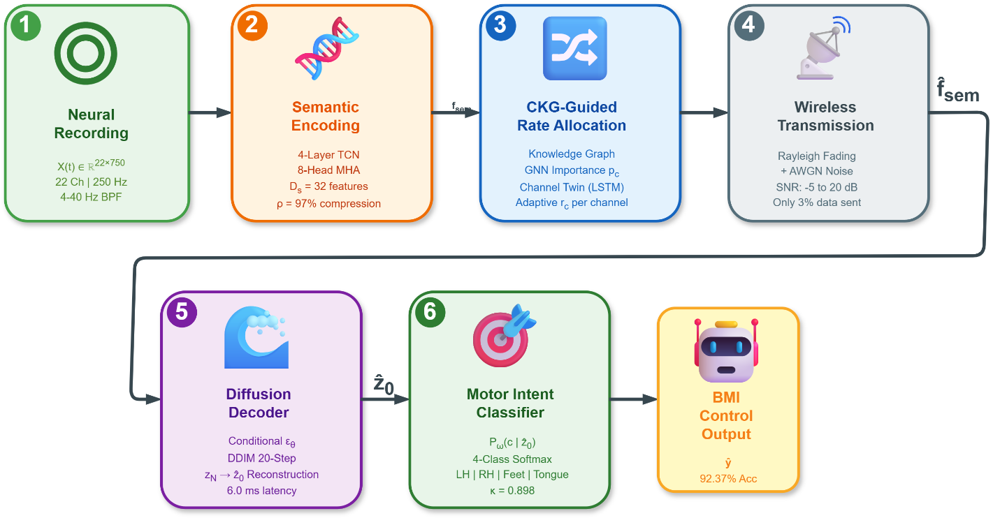 1
Neural
Recording
X(t) ∈ ℝ^22×750
22 Ch | 250 Hz
4-40 Hz BPF
2
Semantic
Encoding
4-Layer TCN
8-Head MHA
D_s = 32 features
ρ = 97% compression
f_sem
3
CKG-Guided
Rate Allocation
Knowledge Graph
GNN Importance p_c
Channel Twin (LSTM)
Adaptive r_c per channel
4
Wireless
Transmission
Rayleigh Fading
+ AWGN Noise
SNR: -5 to 20 dB
Only 3% data sent
f̂_sem
5
Diffusion
Decoder
Conditional ε_θ
DDIM 20-Step
z_N → ẑ_0 Reconstruction
6.0 ms latency
ẑ_0
6
Motor Intent
Classifier
P_ω(c | ẑ_0)
4-Class Softmax
LH | RH | Feet | Tongue
κ = 0.898
BMI
Control
Output
ŷ
92.37% Acc